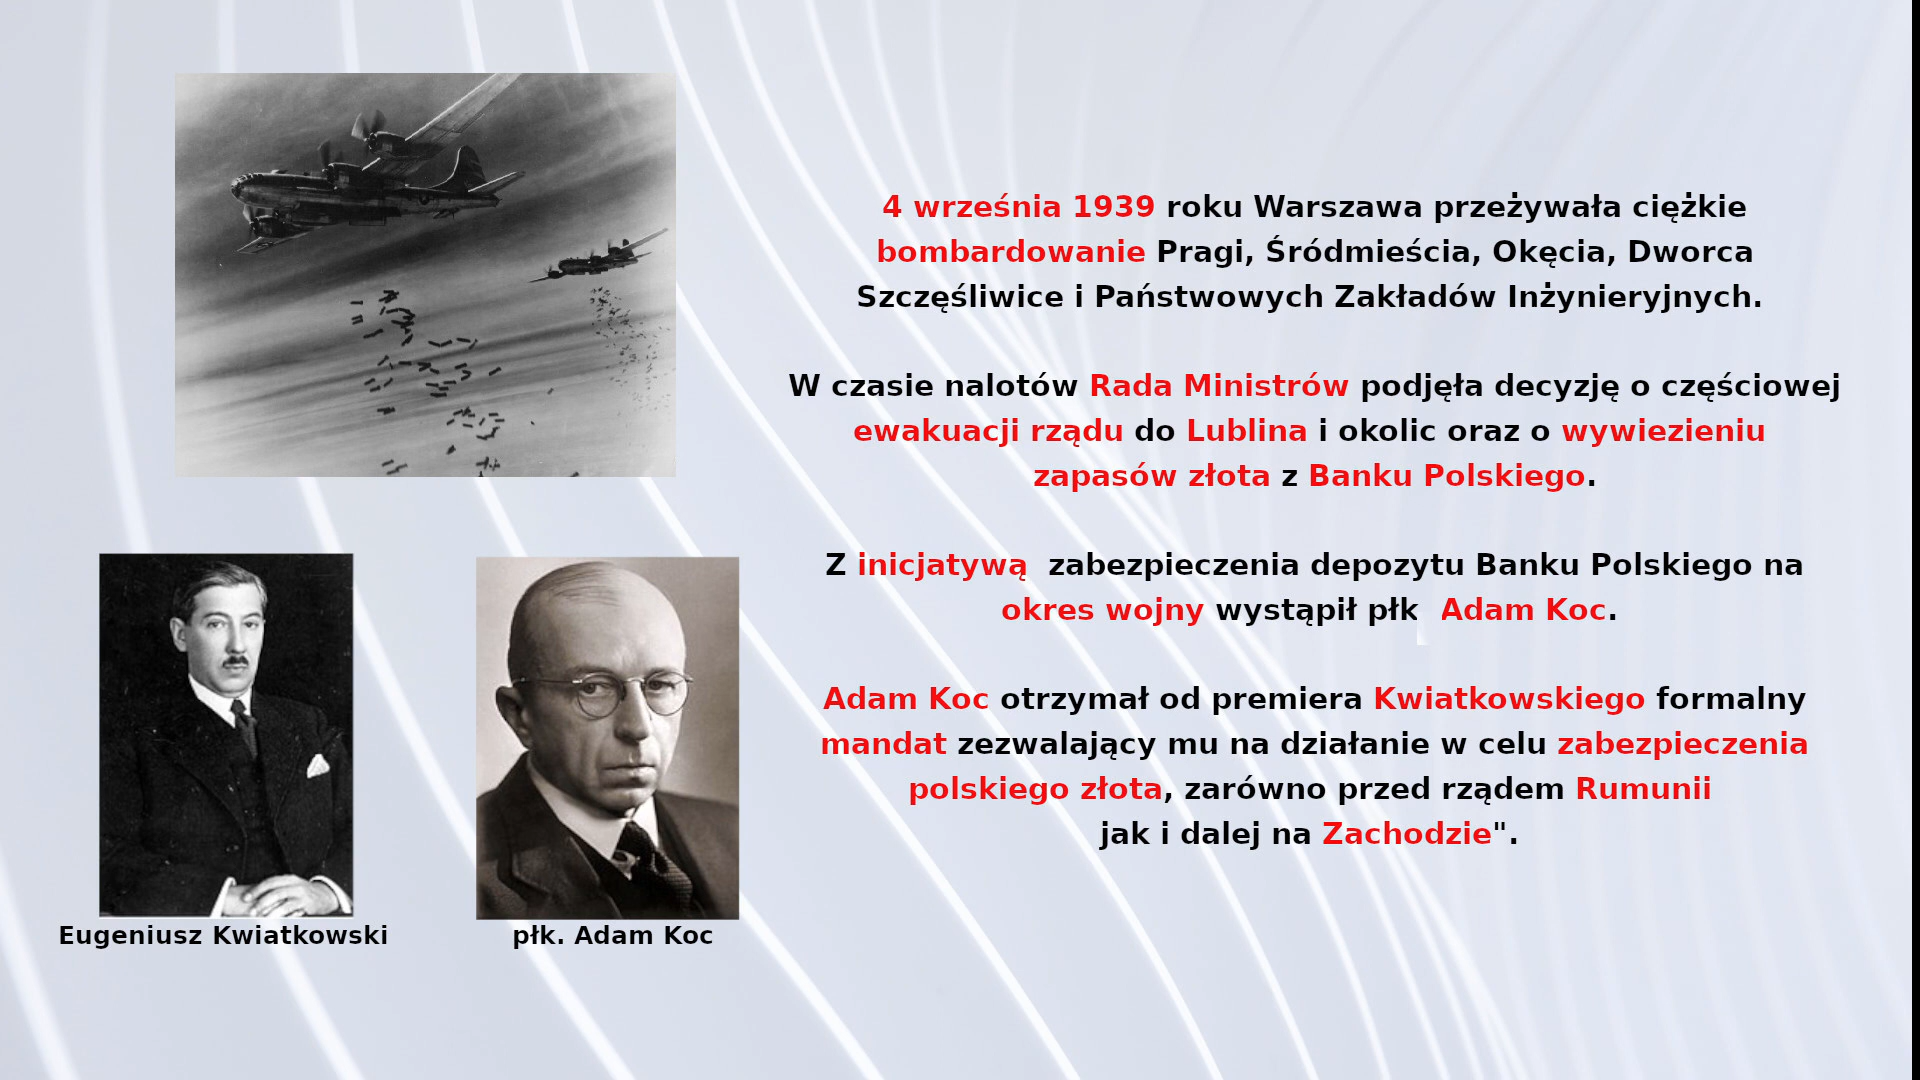 4 września 1939 roku Warszawa przeżywała ciężkie
bombardowanie Pragi, Śródmieścia, Okęcia, Dworca
Szczęśliwice i Państwowych Zakładów Inżynieryjnych.
W czasie nalotów Rada Ministrów podjęła decyzję o częściowej
ewakuacji rządu do Lublina i okolic oraz o wywiezieniu
zapasów złota z Banku Polskiego.
Z inicjatywą zabezpieczenia depozytu Banku Polskiego na
okres wojny wystąpił płk Adam Koc.
Adam Koc otrzymał od premiera Kwiatkowskiego formalny
mandat zezwalający mu na działanie w celu zabezpieczenia
polskiego złota, zarówno przed rządem Rumunii
jak i dalej na Zachodzie".
Eugeniusz Kwiatkowski
płk. Adam Koc